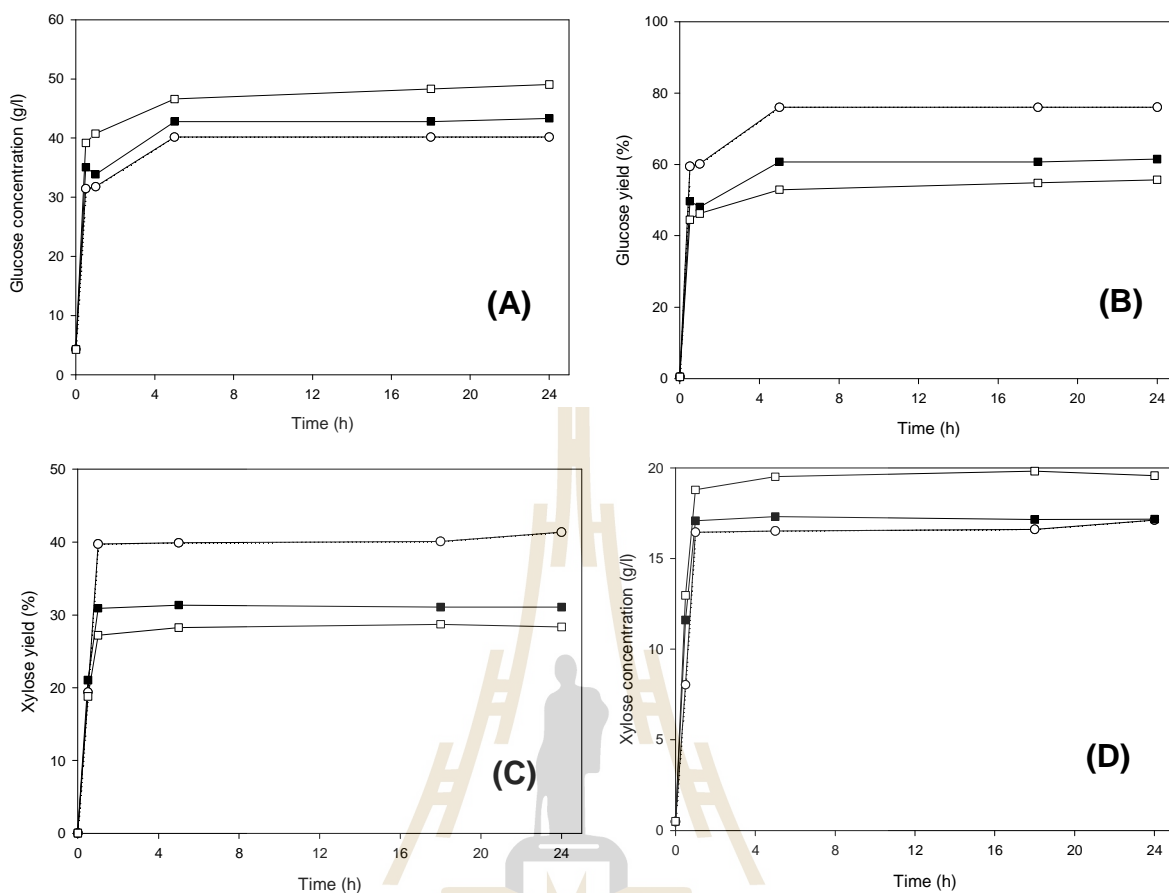 60
50
40
30
20
10
0
0 4 8 12 16 20 24
Glucose concentration (g/l)
Time (h)
(A)
100
80
60
40
20
0
0 4 8 12 16 20 24
Glucose yield (%)
Time (h)
(B)
50
40
30
20
10
0
0 4 8 12 16 20 24
Xylose yield (%)
Time (h)
(C)
20
15
10
5
0
0 4 8 12 16 20 24
Xylose concentration (g/l)
Time (h)
(D)